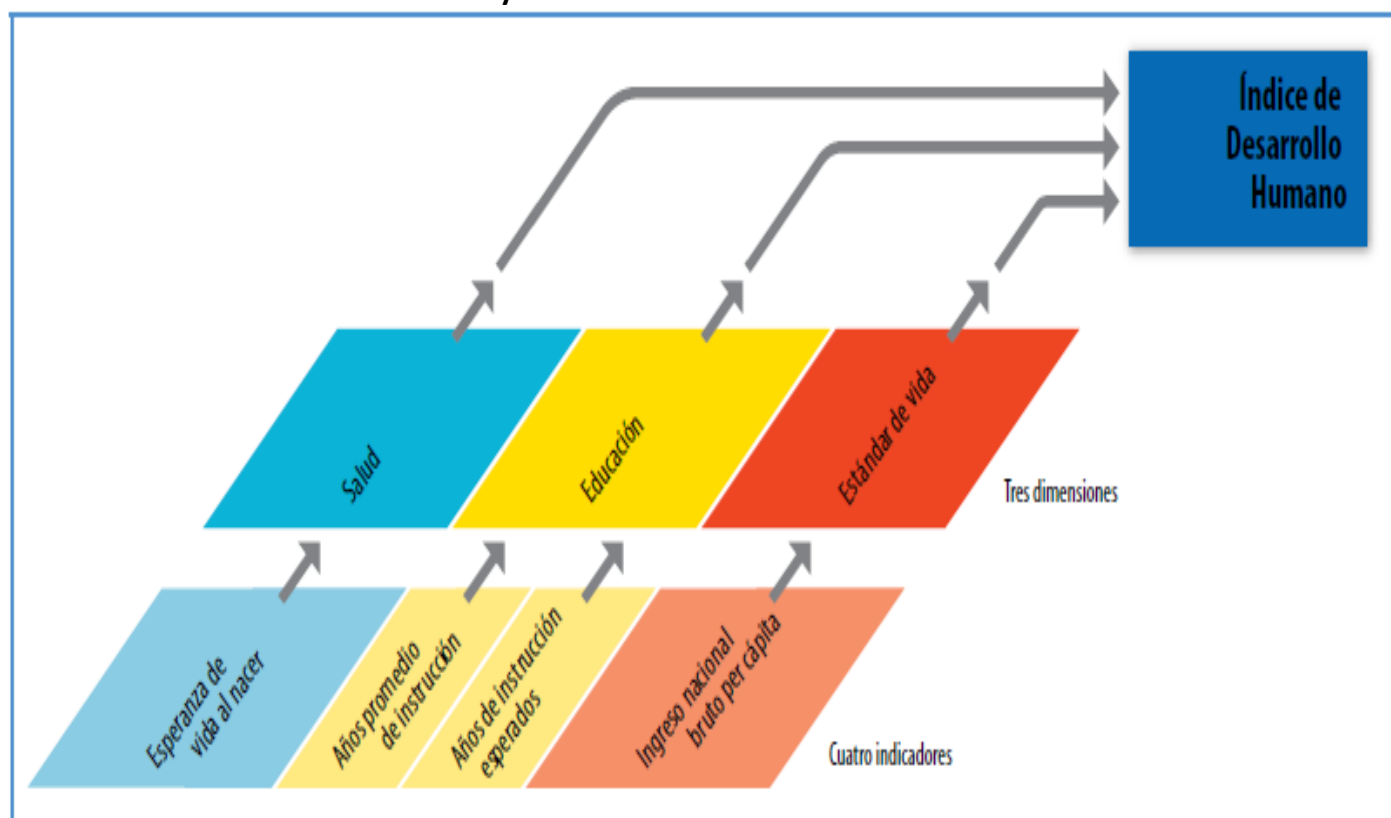 Índice de
Desarrollo
Humano
Salud
Educación
Estándar de vida
Tres dimensiones
Esperanza de
vida al nacer
Años promedio
de instrucción
Años de instrucción
esperados
Ingreso nacional
bruto per cápita
Cuatro indicadores